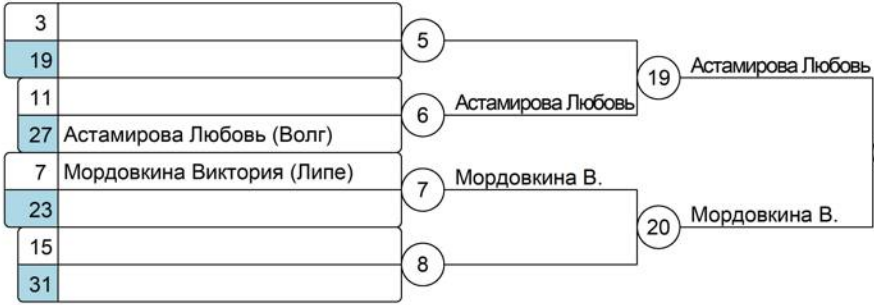 3
5
19
19 Астамирова Любовь
11
6 Астамирова Любовь
27 Астамирова Любовь (Волг)
7 Мордовкина Виктория (Липе)
7 Мордовкина В.
23
20 Мордовкина В.
15
8
31